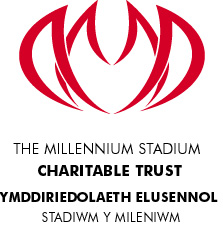 THE MILLENNIUM STADIUM
CHARITABLE TRUST
YMDDIRIEDOLAETH ELUSENNOL
STADIWM Y MILENIWM